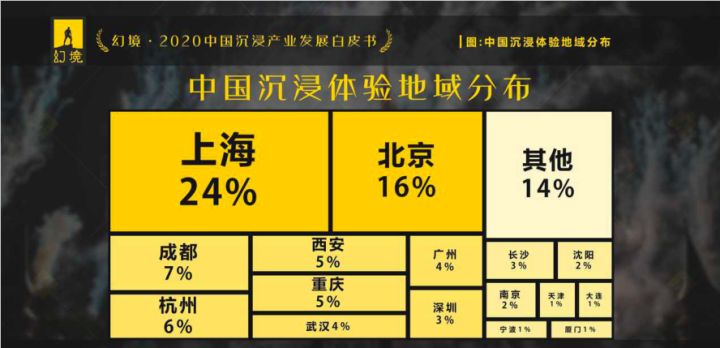 幻境
幻境·2020中国沉浸产业发展白皮书
图:中国沉浸体验地域分布
中国沉浸体验地域分布
上海
24%
北京
16%
其他
14%
成都
7%
杭州
6%
西安
5%
重庆
5%
武汉4%
广州
4%
深圳
3%
长沙
3%
沈阳
2%
南京
2%
天津
1%
大连
1%
宁波1%
厦门1%